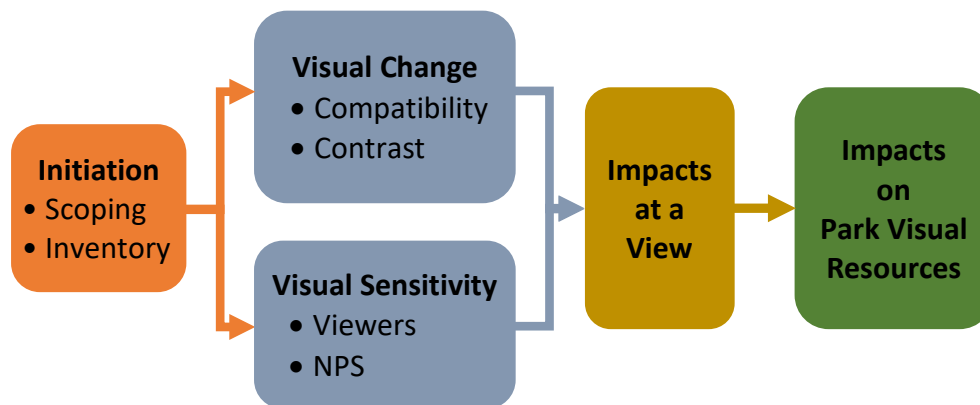 Initiation
• Scoping
• Inventory
Visual Change
• Compatibility
• Contrast
Visual Sensitivity
• Viewers
• NPS
Impacts
at a
View
Impacts
on
Park Visual
Resources